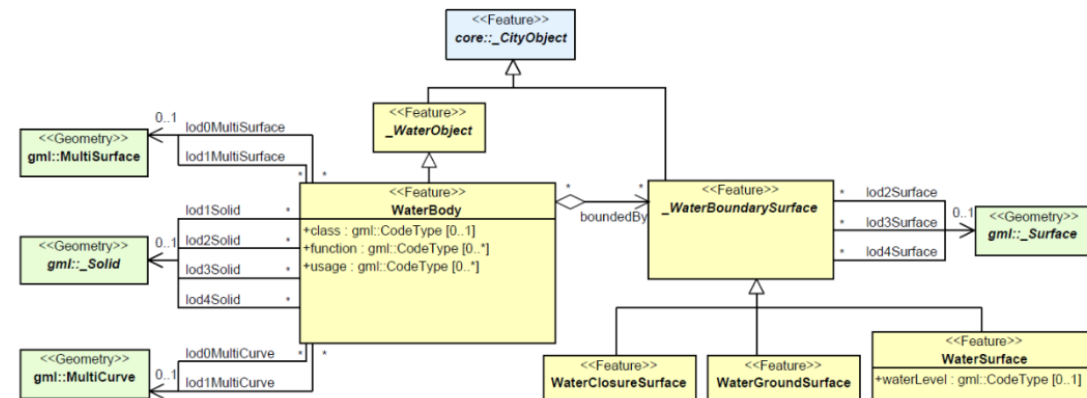 <<Feature>>
core::_CityObject
<<Feature>>
_WaterObject
<<Geometry>>
gml::MultiSurface
0..1
lod0MultiSurface
lod1MultiSurface
*
*
<<Feature>>
WaterBody
+class : gml::CodeType [0..1]
+function : gml::CodeType [0..*]
+usage : gml::CodeType [0..*]
*
*
boundedBy
<<Feature>>
_WaterBoundarySurface
*
lod2Surface
*
lod3Surface
*
lod4Surface
0..1
<<Geometry>>
gml::_Surface
lod1Solid
*
lod2Solid
*
lod3Solid
*
lod4Solid
*
0..1
<<Geometry>>
gml::_Solid
<<Geometry>>
gml::MultiCurve
0..1
lod0MultiCurve
lod1MultiCurve
*
*
<<Feature>>
WaterClosureSurface
<<Feature>>
WaterGroundSurface
<<Feature>>
WaterSurface
+waterLevel : gml::CodeType [0..1]